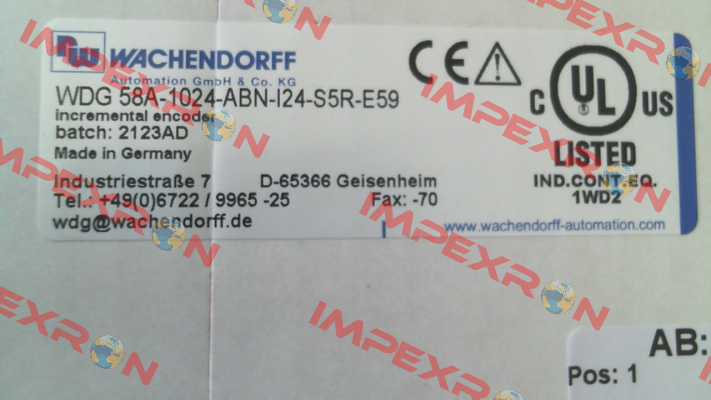 WACHENDORFF
Automation GmbH & Co. KG
WDG 58A-1024-ABN-I24-S5R-E59
incremental encoder
batch: 2123AD
Made in Germany
Industriestraße 7 D-65366 Geisenheim
Tel.: +49(0)6722 / 9965 -25 Fax: -70
wdg@wachendorff.de
CE
C UL US
LISTED
IND.CONT.EQ.
1WD2
www.wachendorff-automation.com
AB:
Pos: 1
IMPEXRON
IMPEXRON
IMPEXRON
IMPEXRON
IMPEXRON